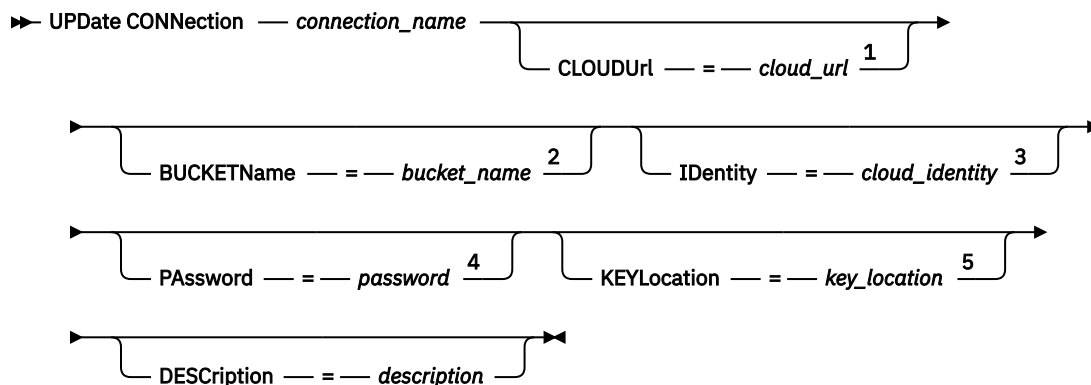 UPDate CONNection connection_name
CLOUDUrl = cloud_url 1
BUCKETName = bucket_name 2 IDentity = cloud_identity 3
PAssword = password 4 KEYLocation = key_location 5
DESCription = description